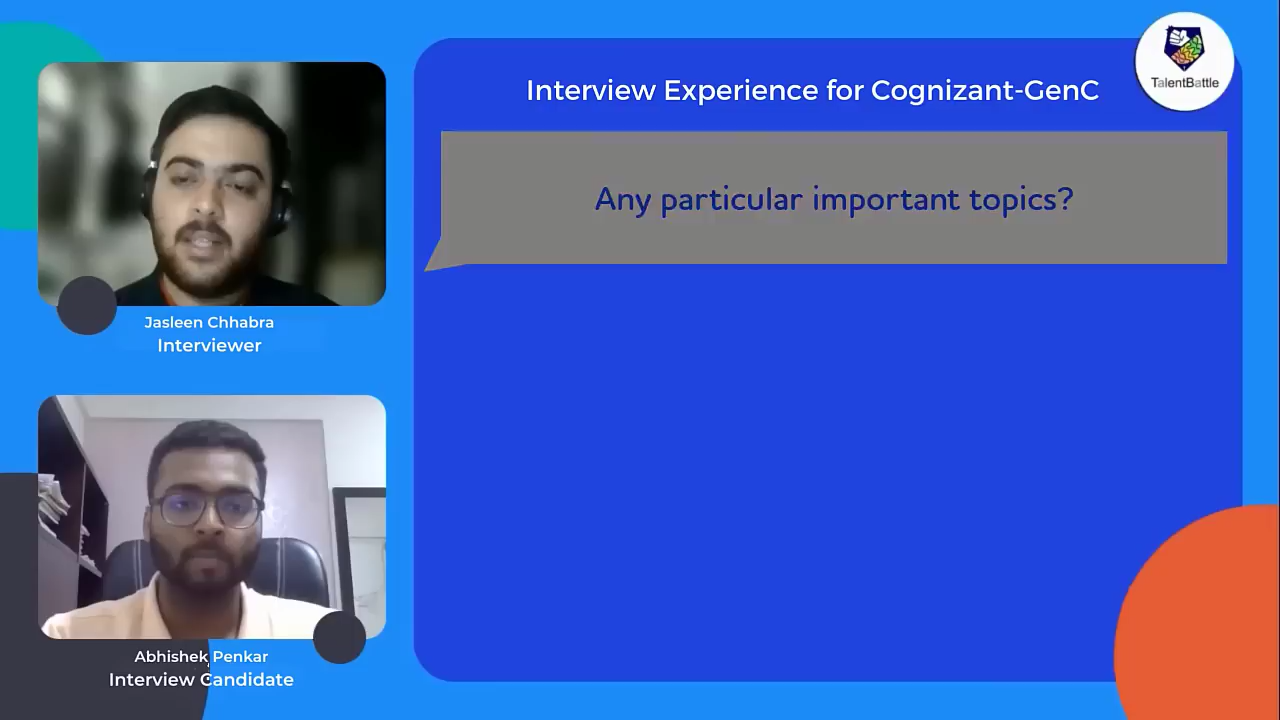 Interview Experience for Cognizant-GenC
TalentBattle
Any particular important topics?
Jasleen Chhabra
Interviewer
Abhishek Penkar
Interview Candidate